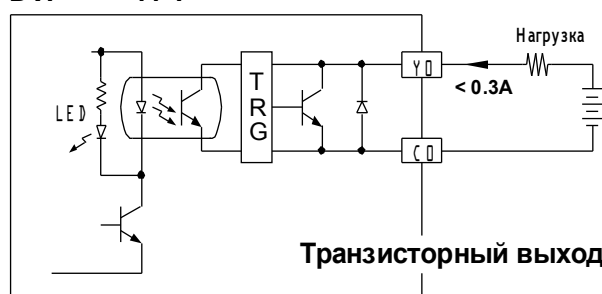 Нагрузка
Y0
< 0.3A
LED
T
R
G
C0
Транзисторный выход